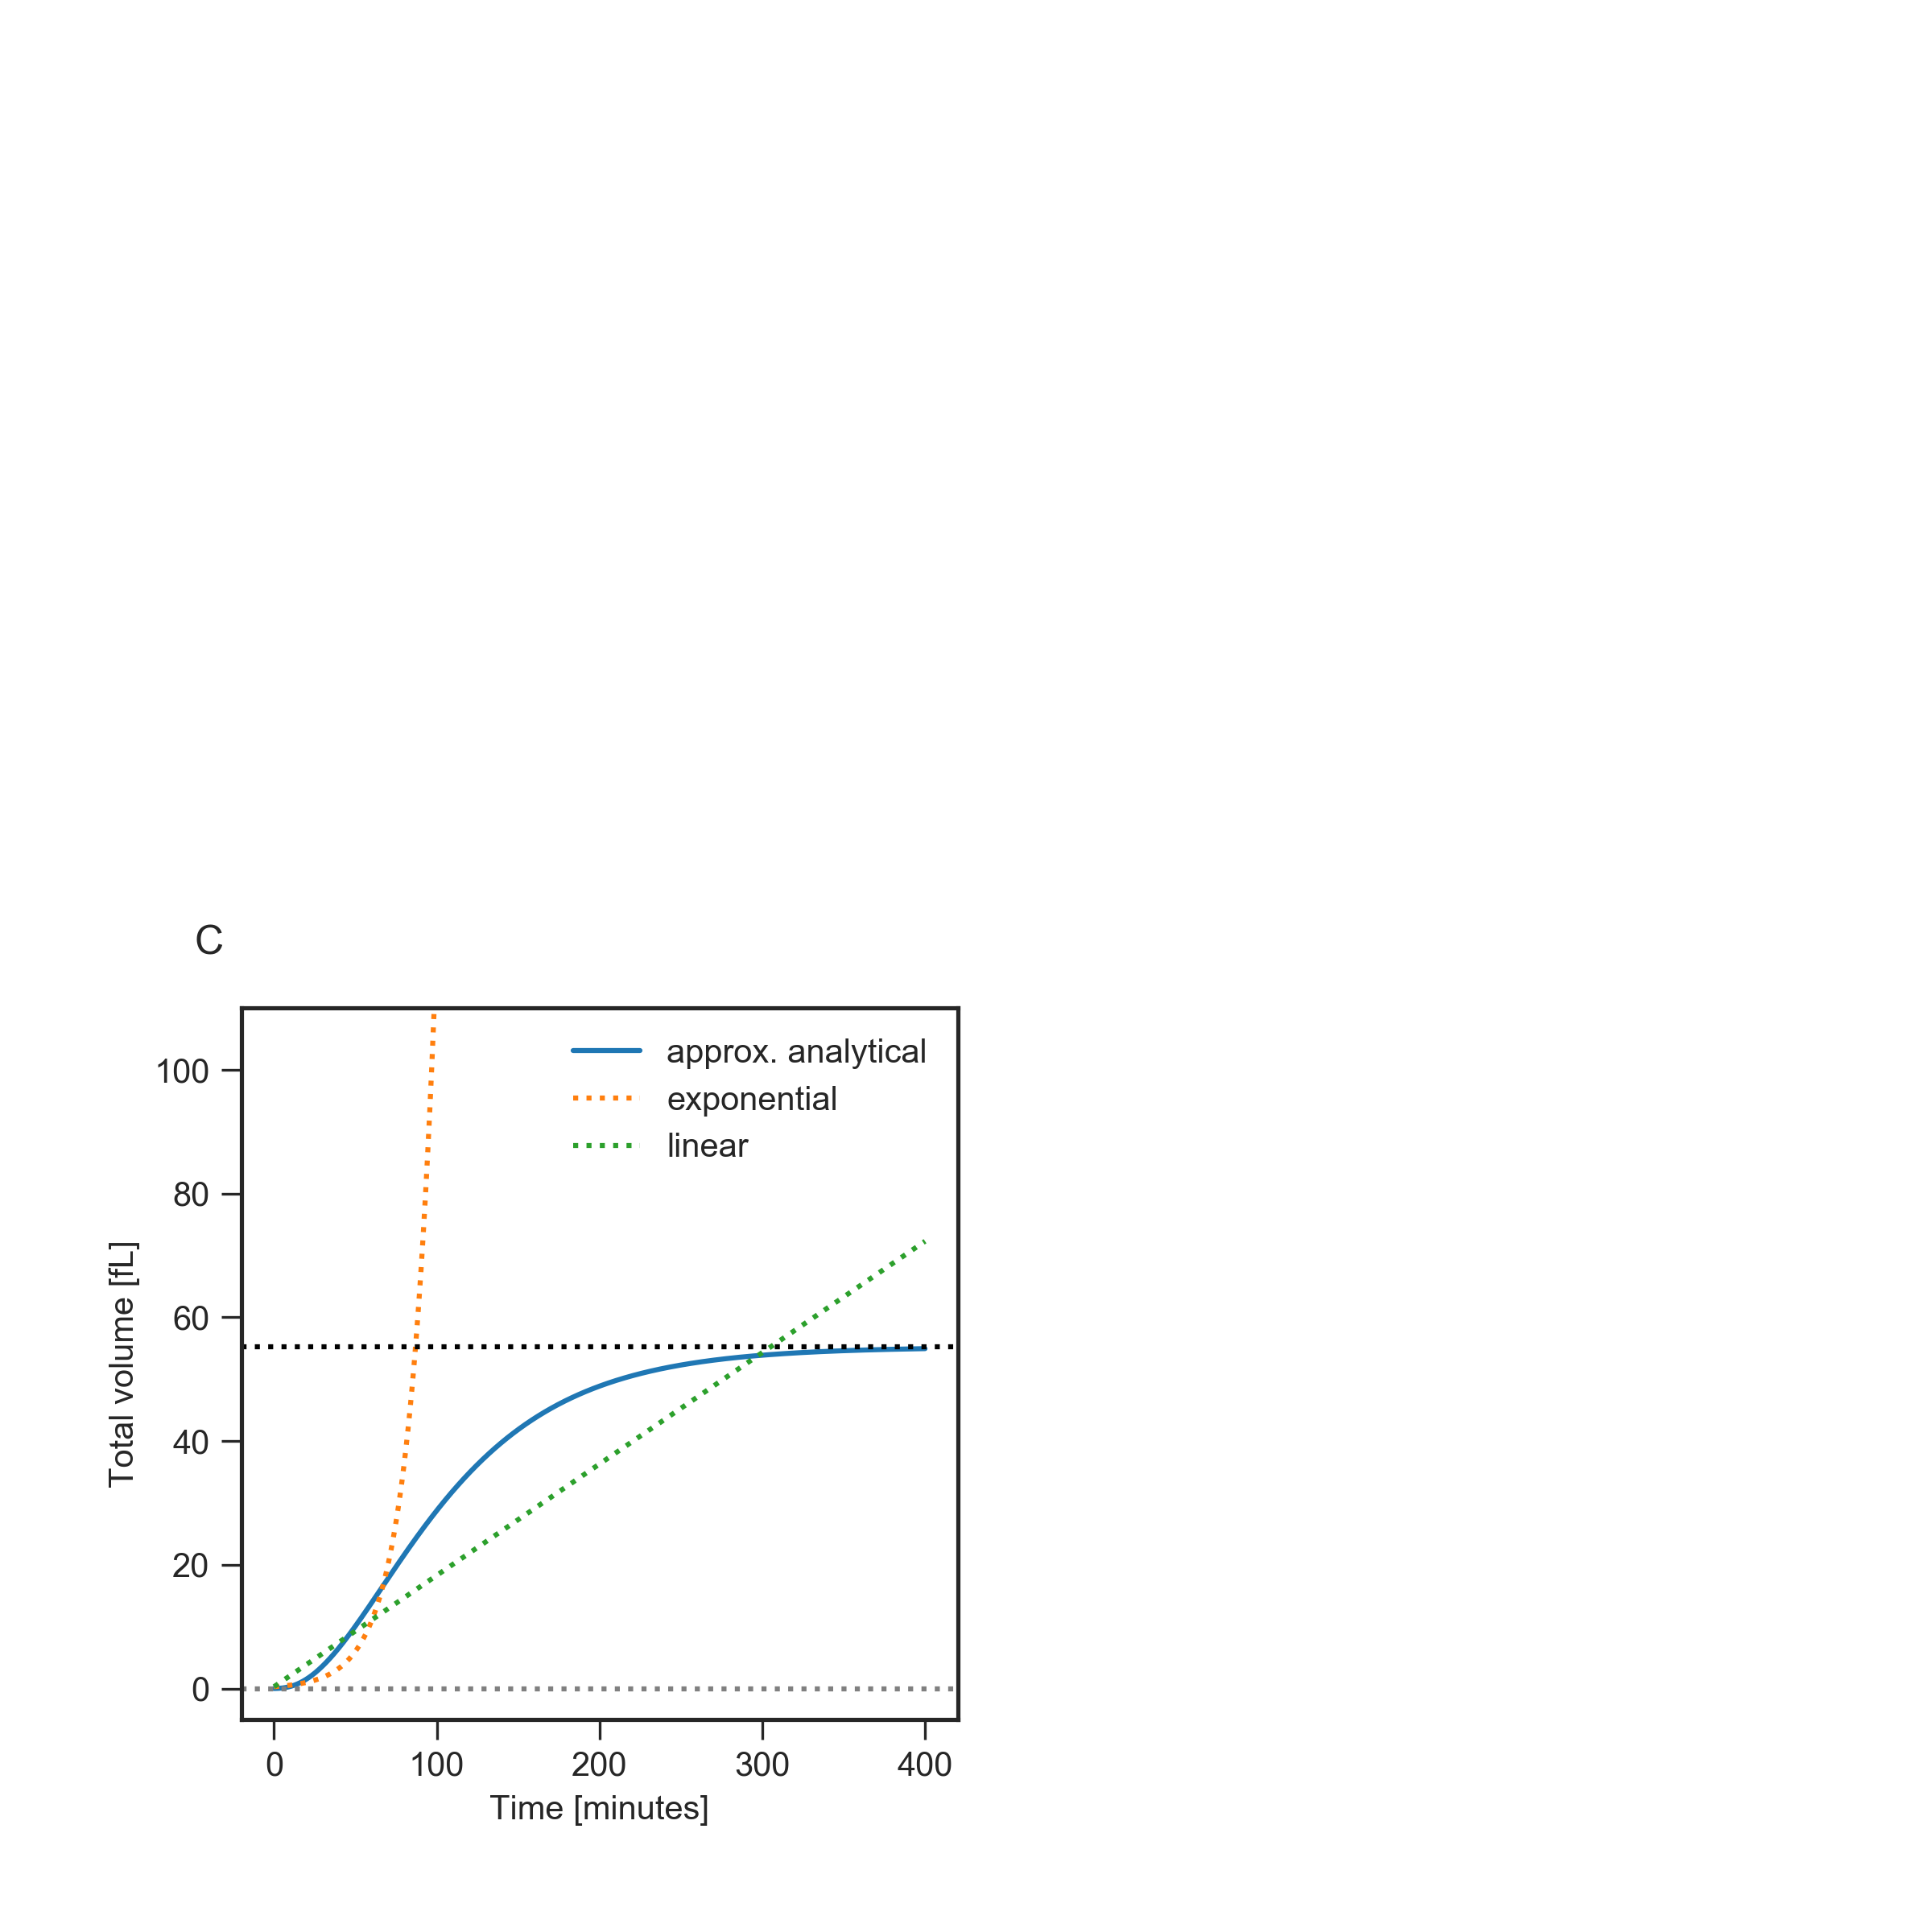 C
approx. analytical
exponential
linear
100
80
60
40
20
0
Total volume [fL]
0 100 200 300 400
Time [minutes]